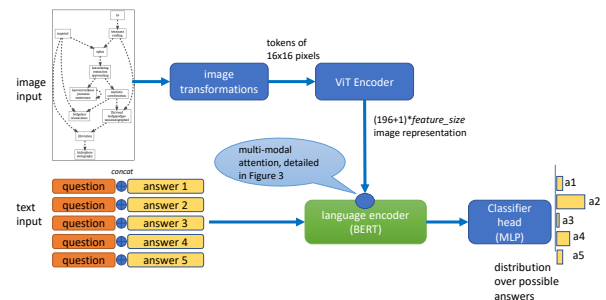 image
input
image
transformations
tokens of
16x16 pixels
ViT Encoder
(196+1)*feature_size
image representation
multi-modal
attention, detailed
in Figure 3
text
input
concat
question
answer 1
question
answer 2
question
answer 3
question
answer 4
question
answer 5
language encoder
(BERT)
Classifier
head
(MLP)
a1
a2
a3
a4
a5
distribution
over possible
answers